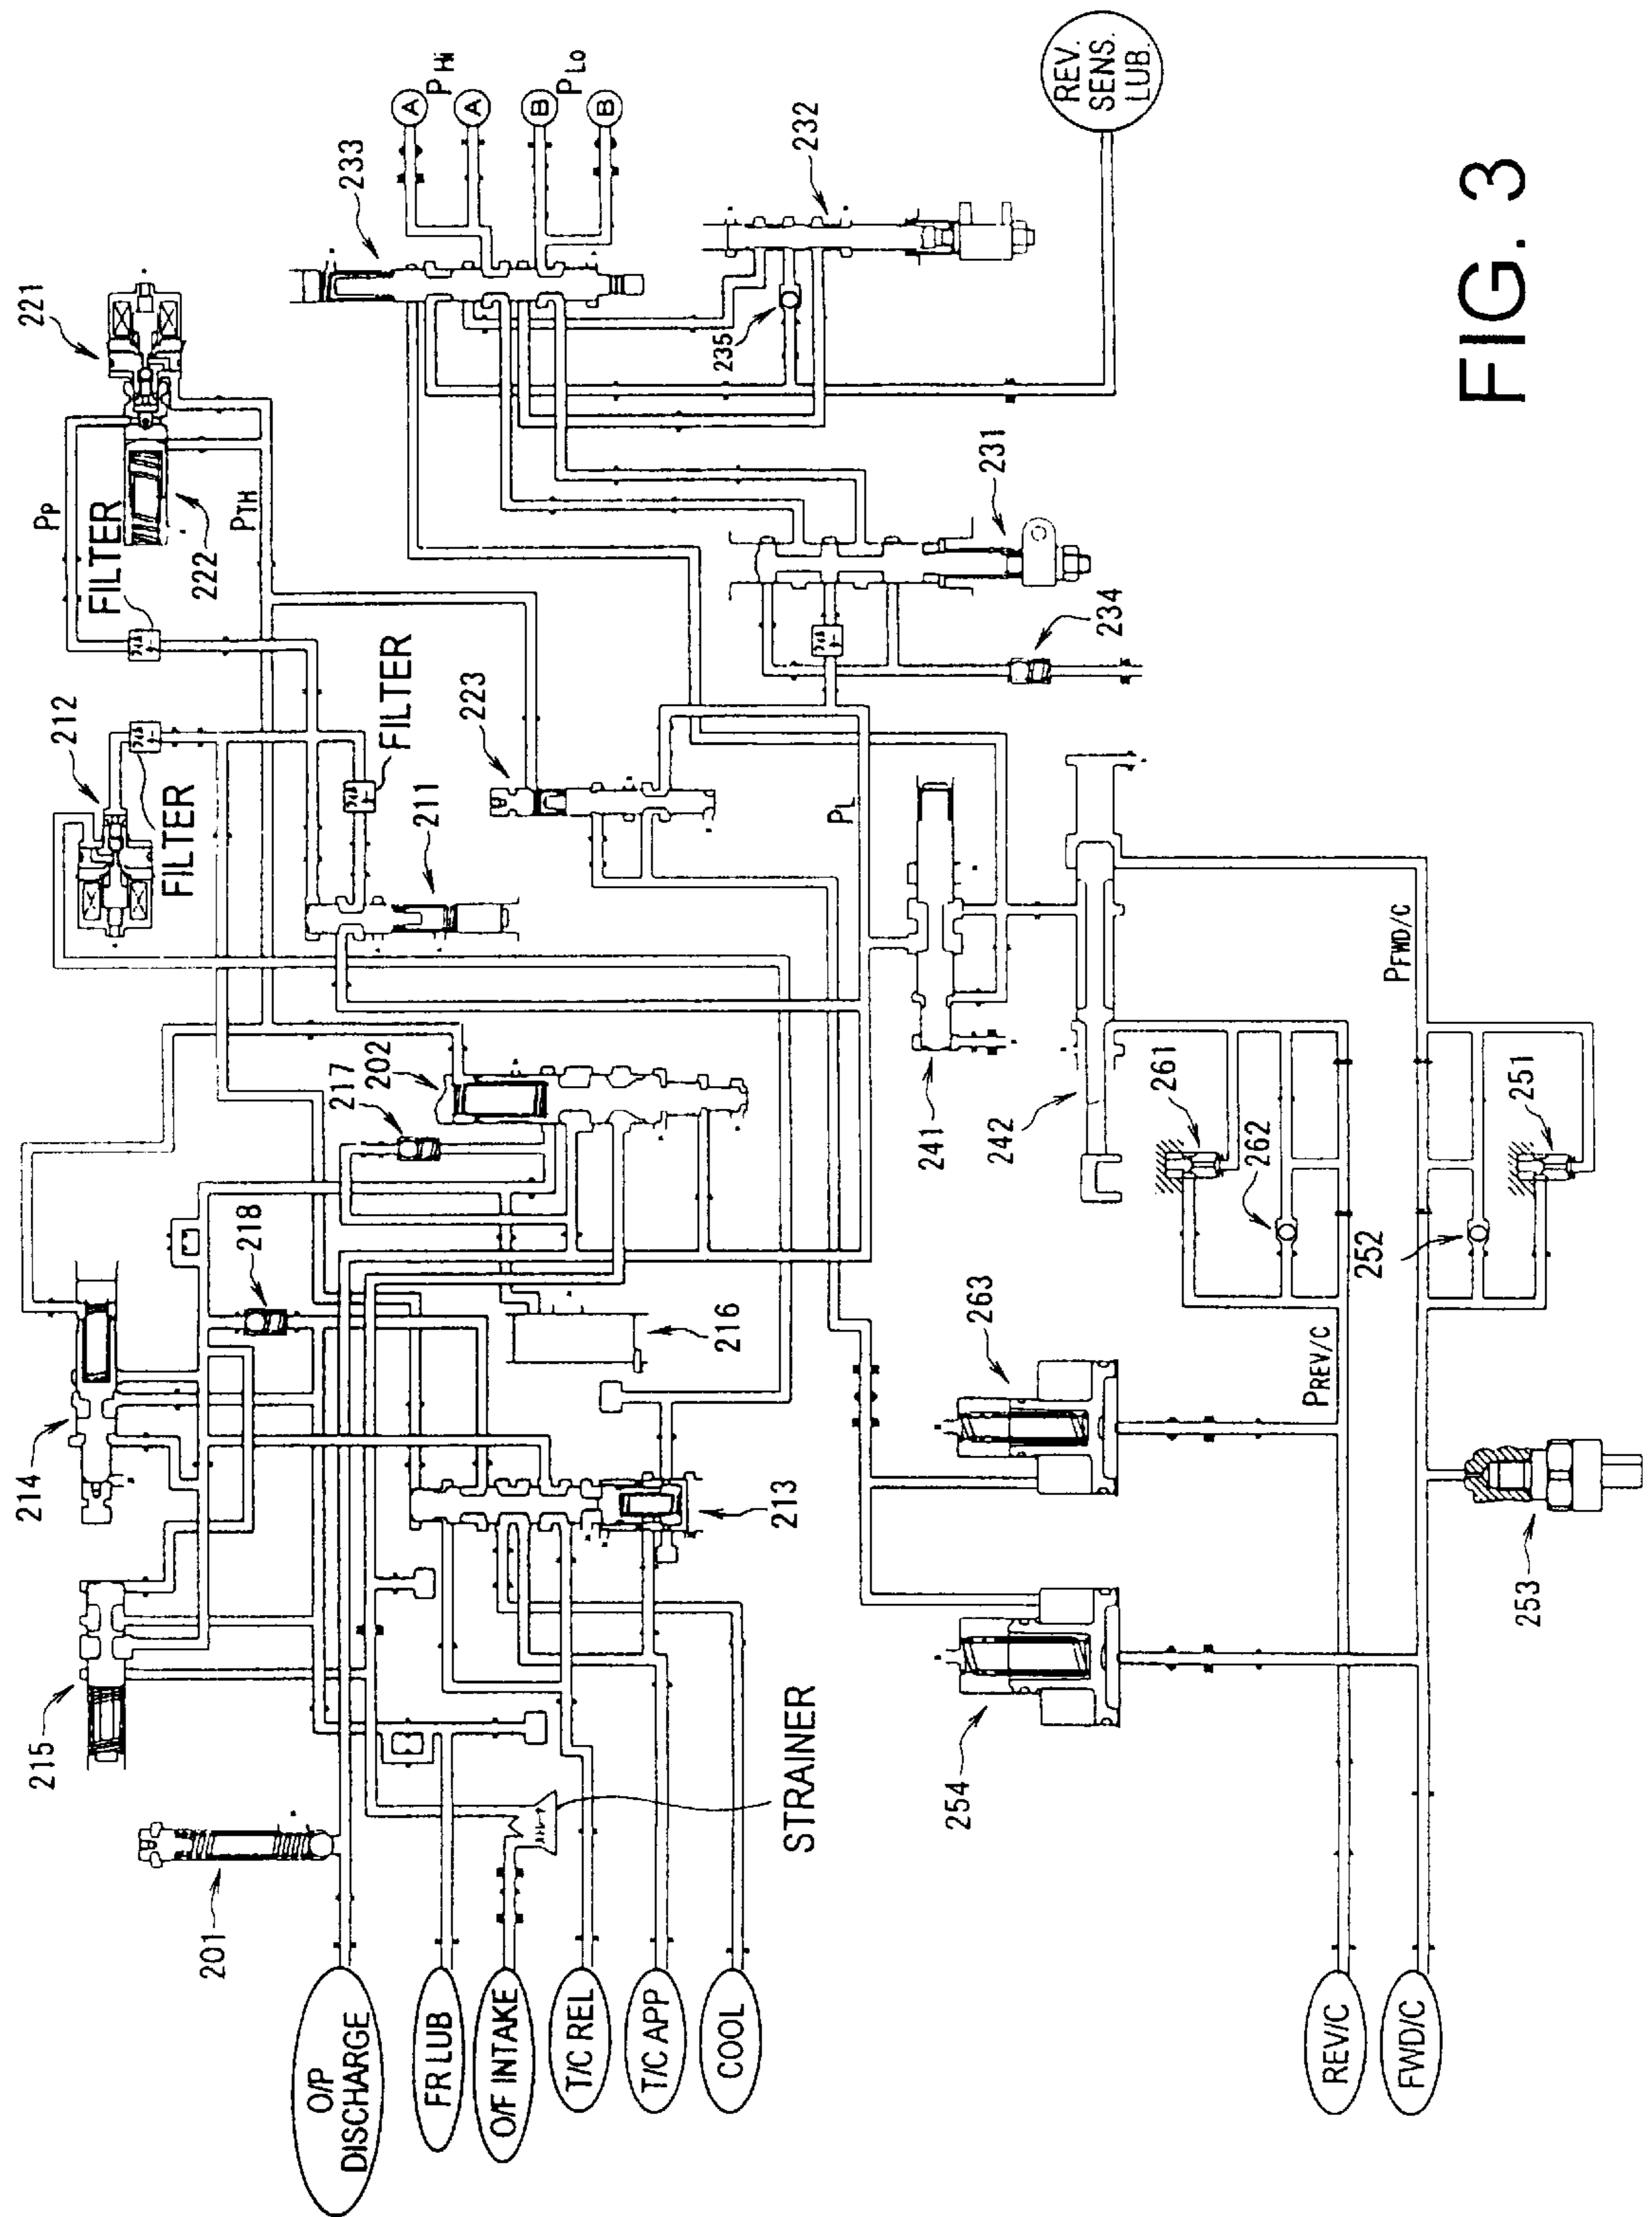 FIG. 3
O/P
DISCHARGE
FR LUB
O/F INTAKE
T/C REL
T/C APP
COOL
REV/C
FWD/C
201
215
214
218
217
202
216
213
STRAINER
212
FILTER
211
FILTER
223
221
PP
FILTER
222
PTH
233
A
A
PHi
B
B
PLo
232
235
REV.
SENS.
LUB.
231
234
PL
241
242
261
262
263
254
PREV/C
PFWD/C
251
252
253